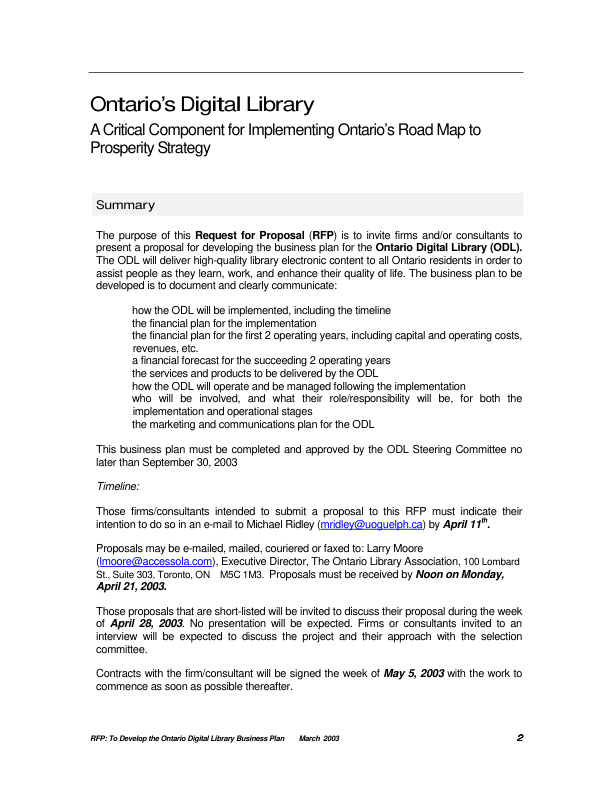 Ontario's Digital Library
A Critical Component for Implementing Ontario's Road Map to
Prosperity Strategy
Summary
The purpose of this Request for Proposal (RFP) is to invite firms and/or consultants to
present a proposal for developing the business plan for the Ontario Digital Library (ODL).
The ODL will deliver high-quality library electronic content to all Ontario residents in order to
assist people as they learn, work, and enhance their quality of life. The business plan to be
developed is to document and clearly communicate:
how the ODL will be implemented, including the timeline
the financial plan for the implementation
the financial plan for the first 2 operating years, including capital and operating costs,
revenues, etc.
a financial forecast for the succeeding 2 operating years
the services and products to be delivered by the ODL
how the ODL will operate and be managed following the implementation
who will be involved, and what their role/responsibility will be, for both the
implementation and operational stages
the marketing and communications plan for the ODL
This business plan must be completed and approved by the ODL Steering Committee no
later than September 30, 2003
Timeline:
Those firms/consultants intended to submit a proposal to this RFP must indicate their
intention to do so in an e-mail to Michael Ridley (mridley@uoguelph.ca) by April 11th.
Proposals may be e-mailed, mailed, couriered or faxed to: Larry Moore
(lmoore@accessola.com), Executive Director, The Ontario Library Association, 100 Lombard
St., Suite 303, Toronto, ON M5C 1M3. Proposals must be received by Noon on Monday,
April 21, 2003.
Those proposals that are short-listed will be invited to discuss their proposal during the week
of April 28, 2003. No presentation will be expected. Firms or consultants invited to an
interview will be expected to discuss the project and their approach with the selection
committee.
Contracts with the firm/consultant will be signed the week of May 5, 2003 with the work to
commence as soon as possible thereafter.
RFP: To Develop the Ontario Digital Library Business Plan March 2003 2